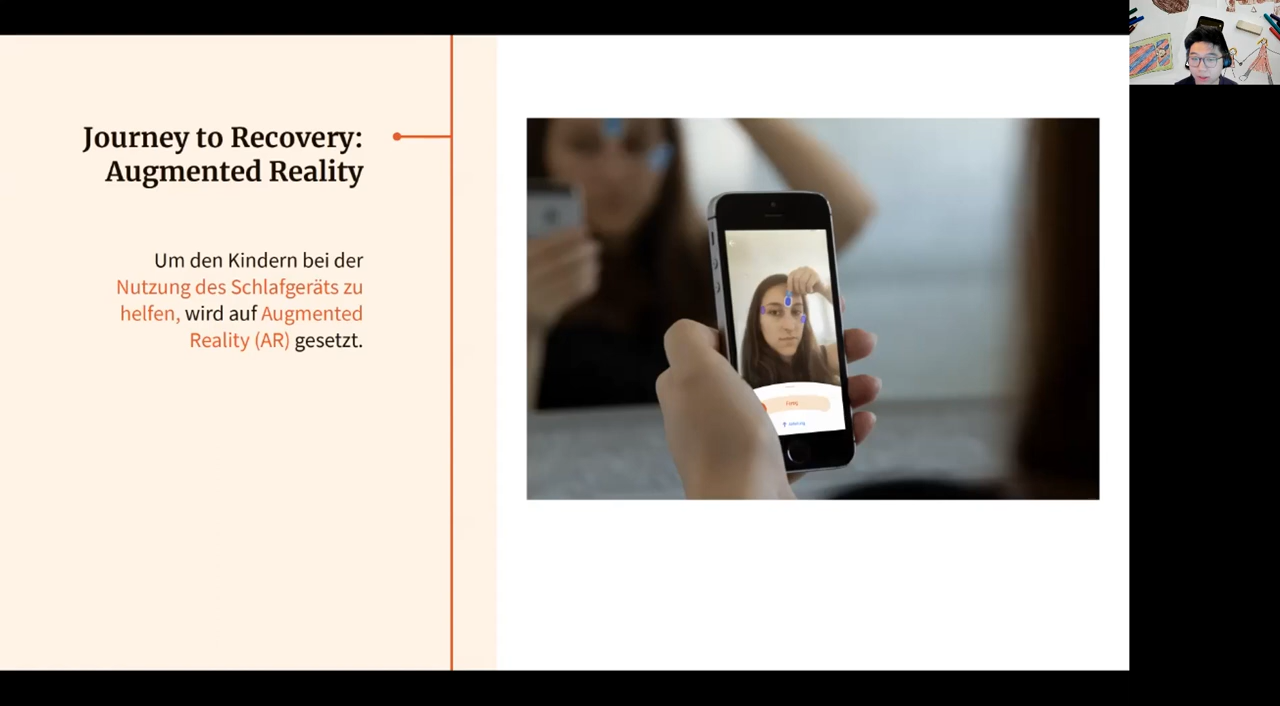 Journey to Recovery:
Augmented Reality
Um den Kindern bei der
Nutzung des Schlafgeräts zu
helfen, wird auf Augmented
Reality (AR) gesetzt.